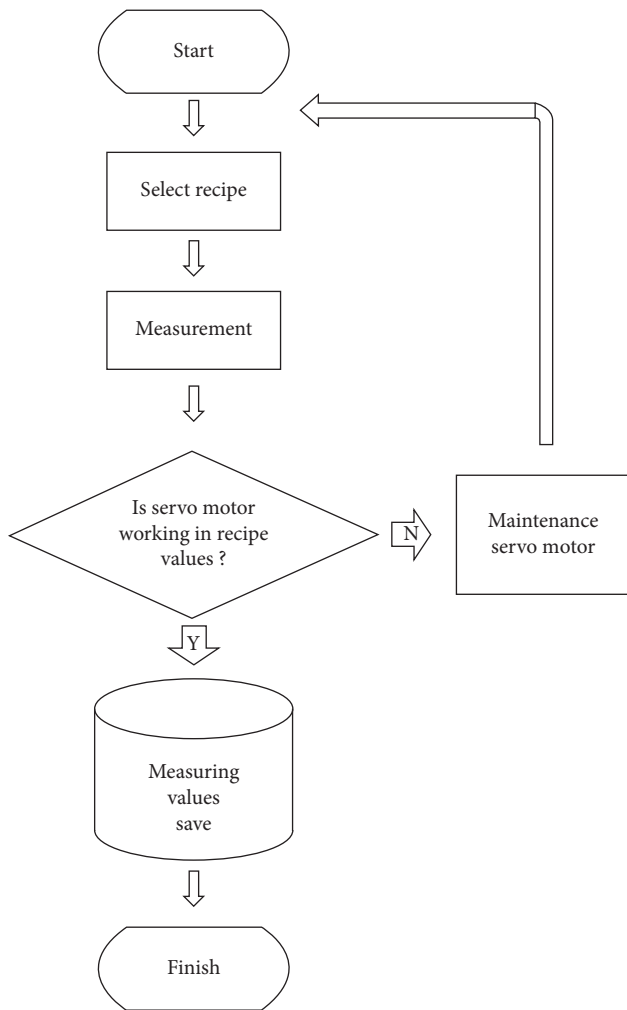 Start
Select recipe
Measurement
Is servo motor
working in recipe
values ?
N
Maintenance
servo motor
Y
Measuring
values
save
Finish